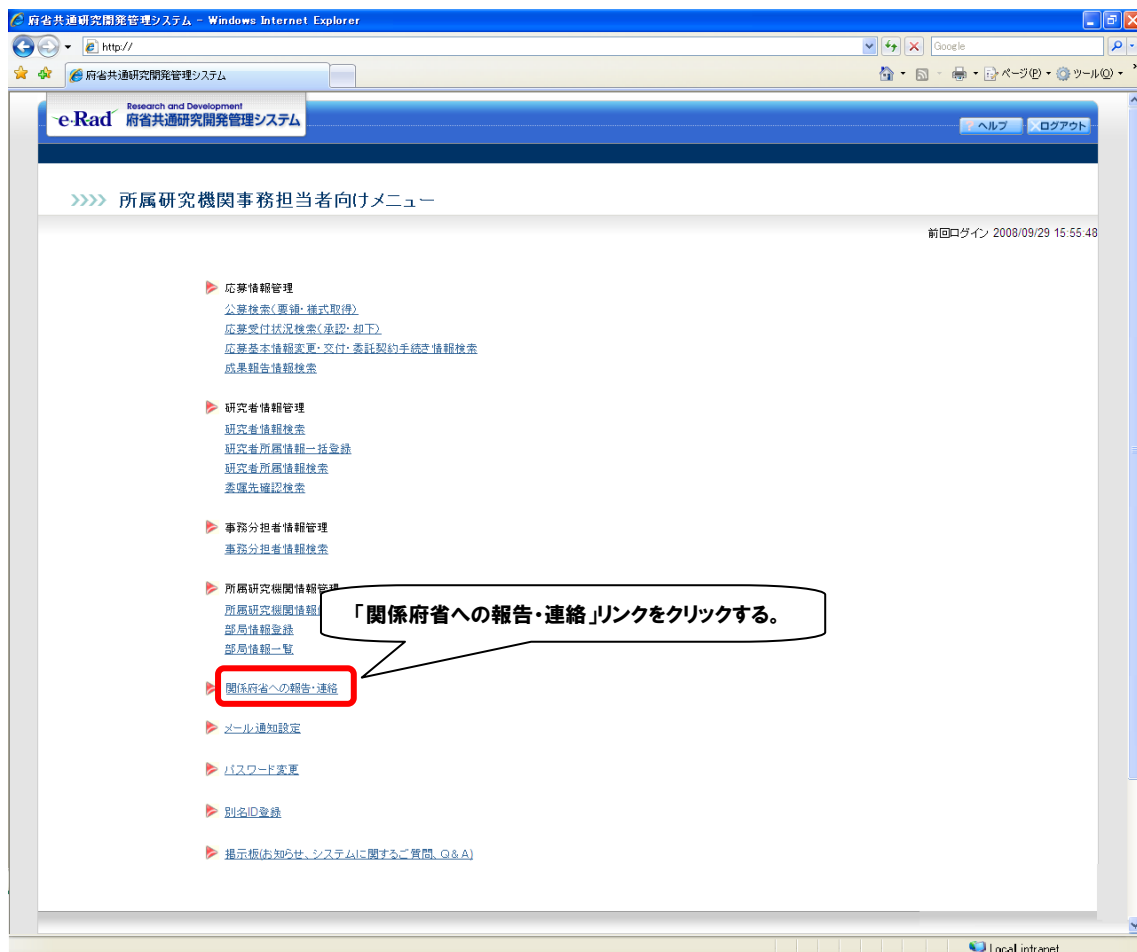 府省共通研究開発管理システム - Windows Internet Explorer
http://
Google
府省共通研究開発管理システム
ページ(P)
ツール(O)
e-Rad
Research and Development
府省共通研究開発管理システム
? ヘルプ
ログアウト
>>>> 所属研究機関事務担当者向けメニュー
前回ログイン 2008/09/29 15:55:48
応募情報管理
公募検索(要領・様式取得)
応募受付状況検索(承認・却下)
応募基本情報変更・交付・委託契約手続き情報検索
成果報告情報検索
研究者情報管理
研究者情報検索
研究者所属情報一括登録
研究者所属情報検索
委嘱先確認検索
事務分担者情報管理
事務分担者情報検索
所属研究機関情報管理
所属研究機関情報
部局情報登録
部局情報一覧
「関係府省への報告・連絡」リンクをクリックする。
関係府省への報告・連絡
メール通知設定
パスワード変更
別名ID登録
掲示板(お知らせ、システムに関するご質問、Q&A)
Local intranet